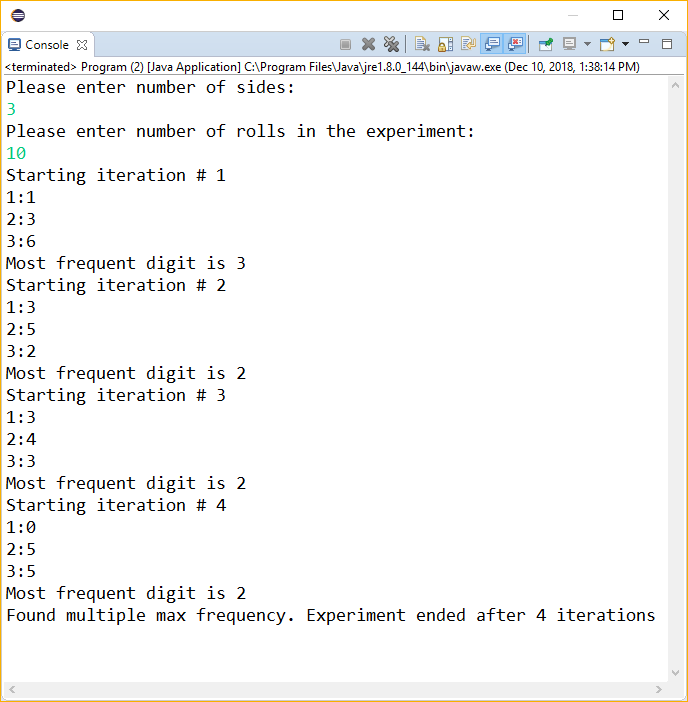 Console
<terminated> Program (2) [Java Application] C:\Program Files\Java\jre1.8.0_144\bin\javaw.exe (Dec 10, 2018, 1:38:14 PM)
Please enter number of sides:
3
Please enter number of rolls in the experiment:
10
Starting iteration # 1
1:1
2:3
3:6
Most frequent digit is 3
Starting iteration # 2
1:3
2:5
3:2
Most frequent digit is 2
Starting iteration # 3
1:3
2:4
3:3
Most frequent digit is 2
Starting iteration # 4
1:0
2:5
3:5
Most frequent digit is 2
Found multiple max frequency. Experiment ended after 4 iterations